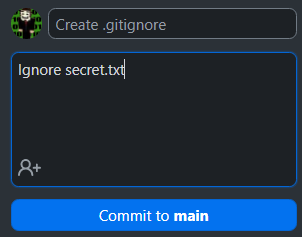 Create .gitignore
Ignore secret.txt
Commit to main